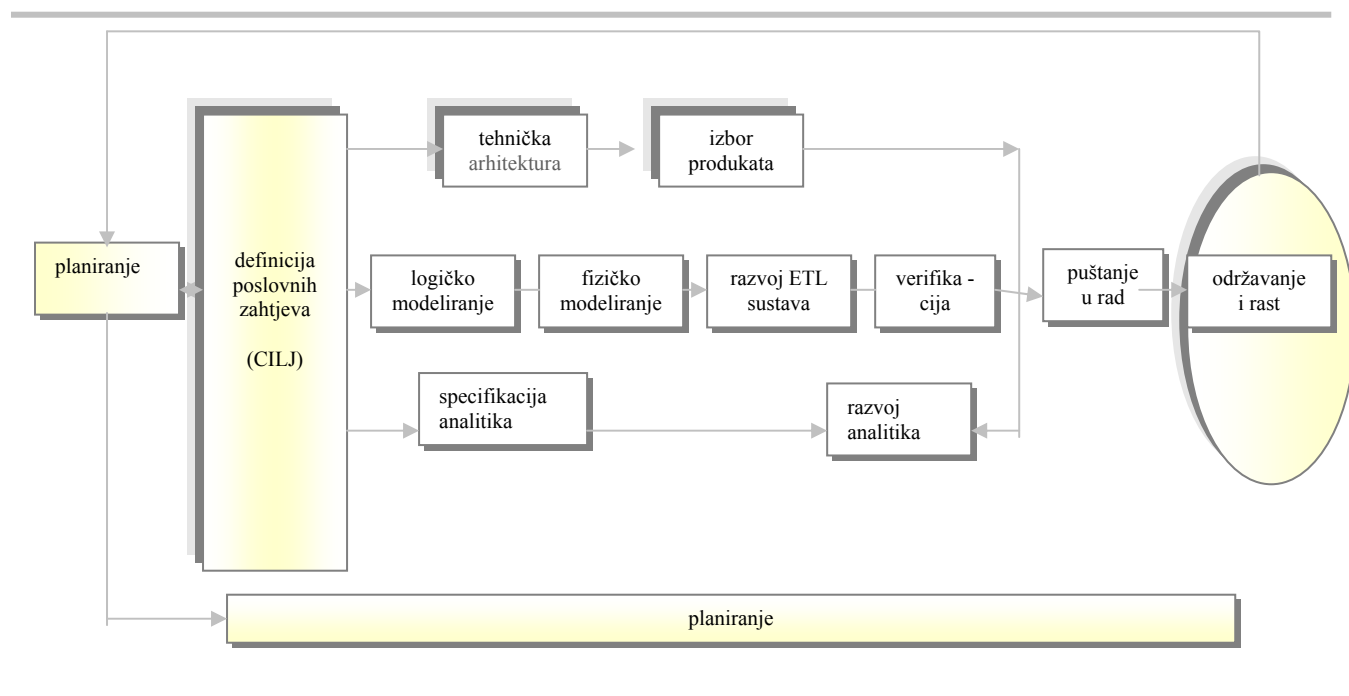 planiranje
definicija
poslovnih
zahtjeva
(CILJ)
tehnička
arhitektura
izbor
produkata
logičko
modeliranje
fizičko
modeliranje
razvoj ETL
sustava
verifika -
cija
specifikacija
analitika
razvoj
analitika
puštanje
u rad
održavanje
i rast
planiranje